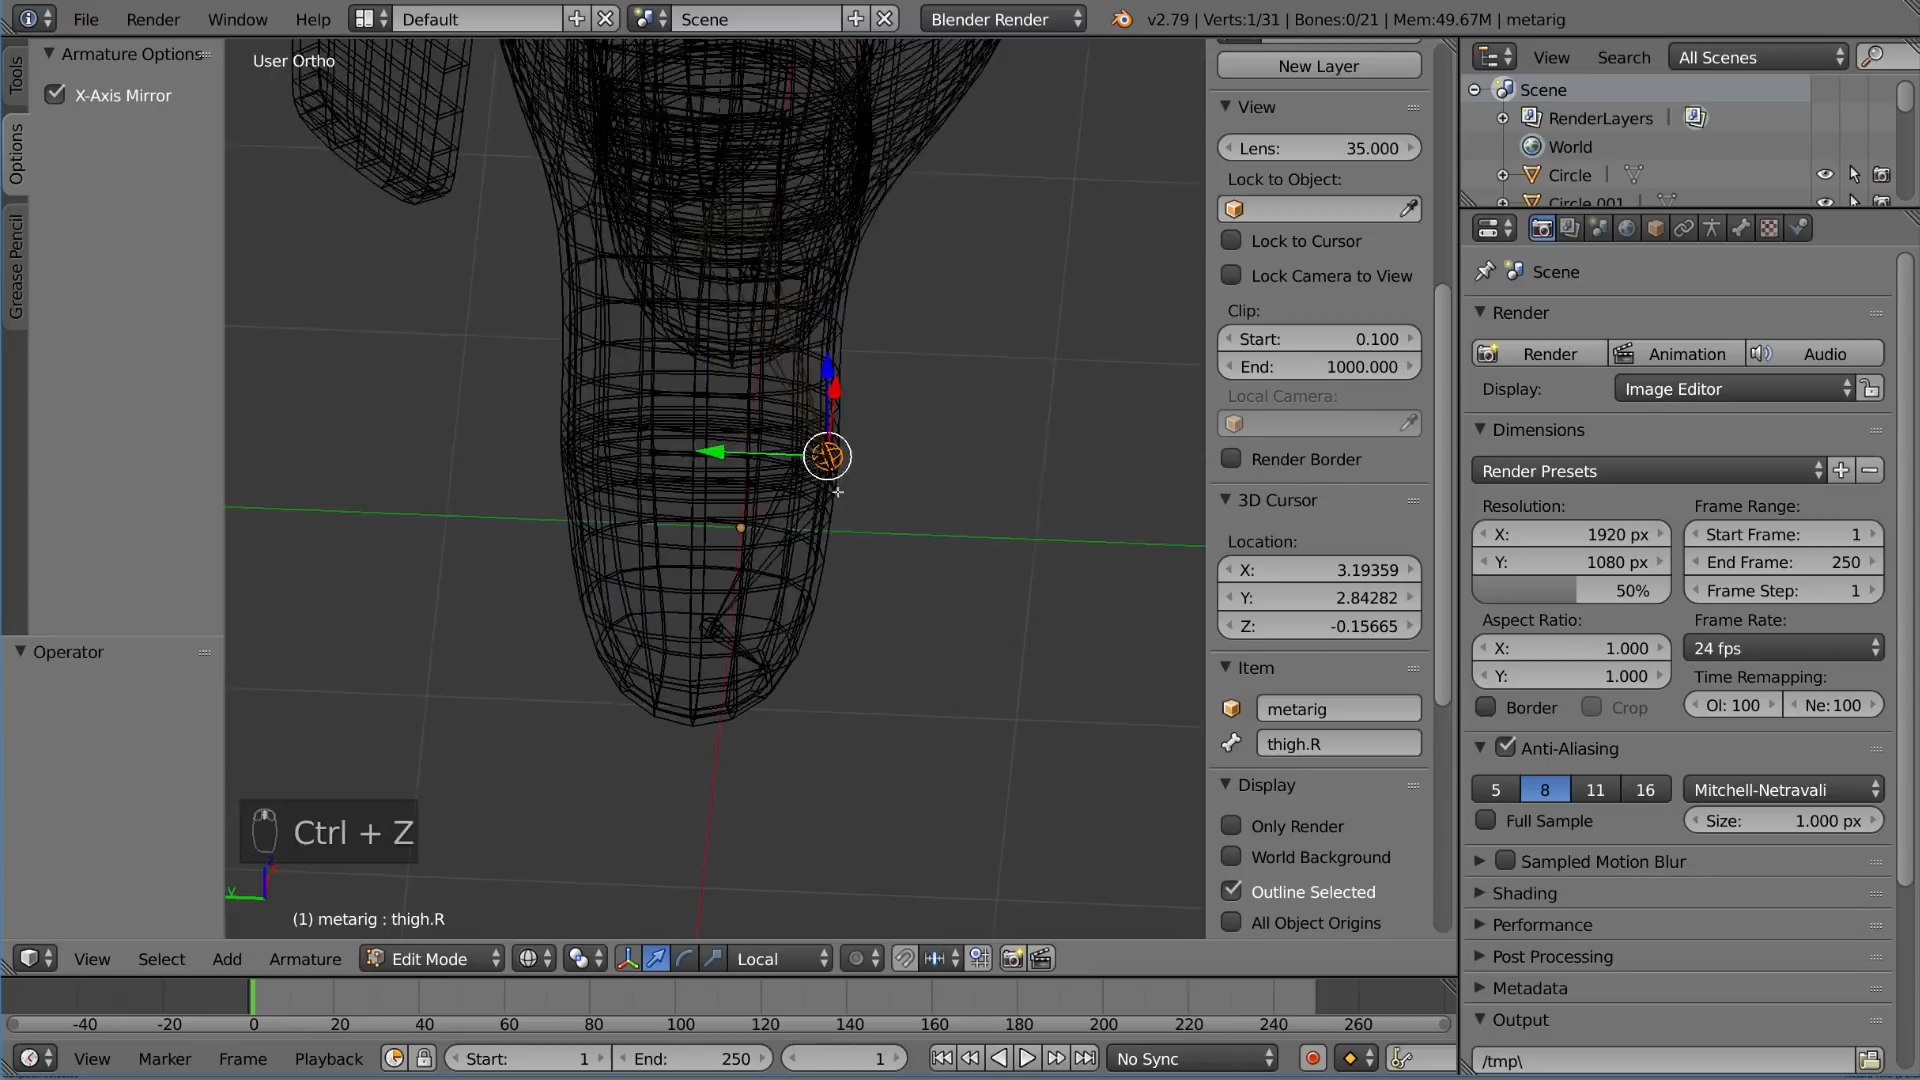 File Render Window Help Default Scene Blender Render v2.79 | Verts:1/31 | Bones:0/21 | Mem:49.67M | metarig
Tools
Options
Grease Pencil
Armature Options
X-Axis Mirror
Operator
User Ortho
Ctrl + Z
y
(1) metarig : thigh.R
New Layer
View
Lens: 35.000
Lock to Object:
Lock to Cursor
Lock Camera to View
Clip:
Start: 0.100
End: 1000.000
Local Camera:
Render Border
3D Cursor
Location:
X: 3.19359
Y: 2.84282
Z: -0.15665
Item
metarig
thigh.R
Display
Only Render
World Background
Outline Selected
All Object Origins
View Search All Scenes
Scene
RenderLayers
World
Circle
Circle.001
Scene
Render
Render Animation Audio
Display: Image Editor
Dimensions
Render Presets
Resolution: Frame Range:
X: 1920 px Start Frame: 1
Y: 1080 px End Frame: 250
50% Frame Step: 1
Aspect Ratio: Frame Rate:
X: 1.000 24 fps
Y: 1.000 Time Remapping:
Border Crop Ol: 100 Ne: 100
Anti-Aliasing
5 8 11 16 Mitchell-Netravali
Full Sample Size: 1.000 px
Sampled Motion Blur
Shading
Performance
Post Processing
Metadata
Output
/tmp\
View Select Add Armature Edit Mode Local
-40 -20 0 20 40 60 80 100 120 140 160 180 200 220 240 260
View Marker Frame Playback Start: 1 End: 250 1 No Sync